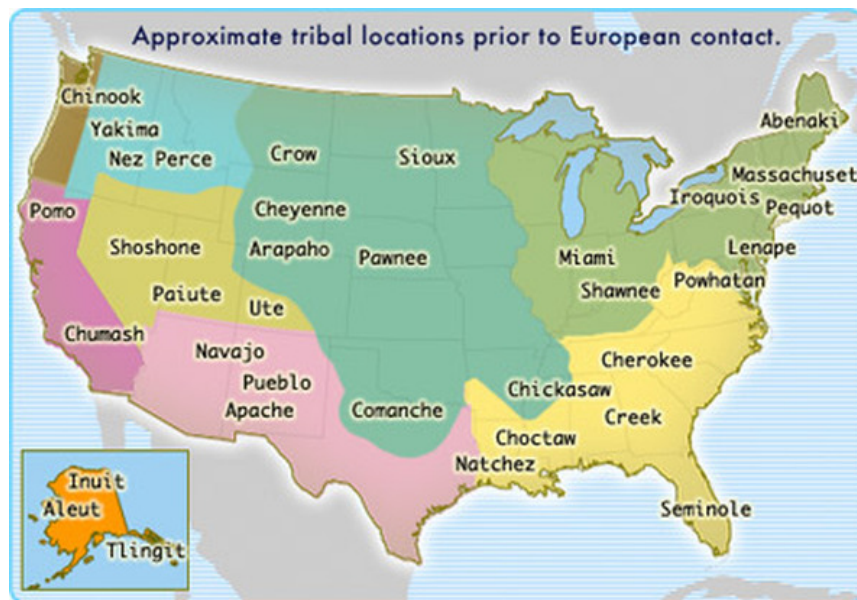 Approximate tribal locations prior to European contact.
Chinook
Yakima
Nez Perce
Crow
Sioux
Abenaki
Massachuset
Iroquois
Pequot
Pomo
Cheyenne
Shoshone
Arapaho
Pawnee
Miami
Lenape
Shawnee
Powhatan
Paiute
Ute
Chumash
Navajo
Pueblo
Apache
Comanche
Chickasaw
Cherokee
Creek
Choctaw
Natchez
Seminole
Inuit
Aleut
Tlingit